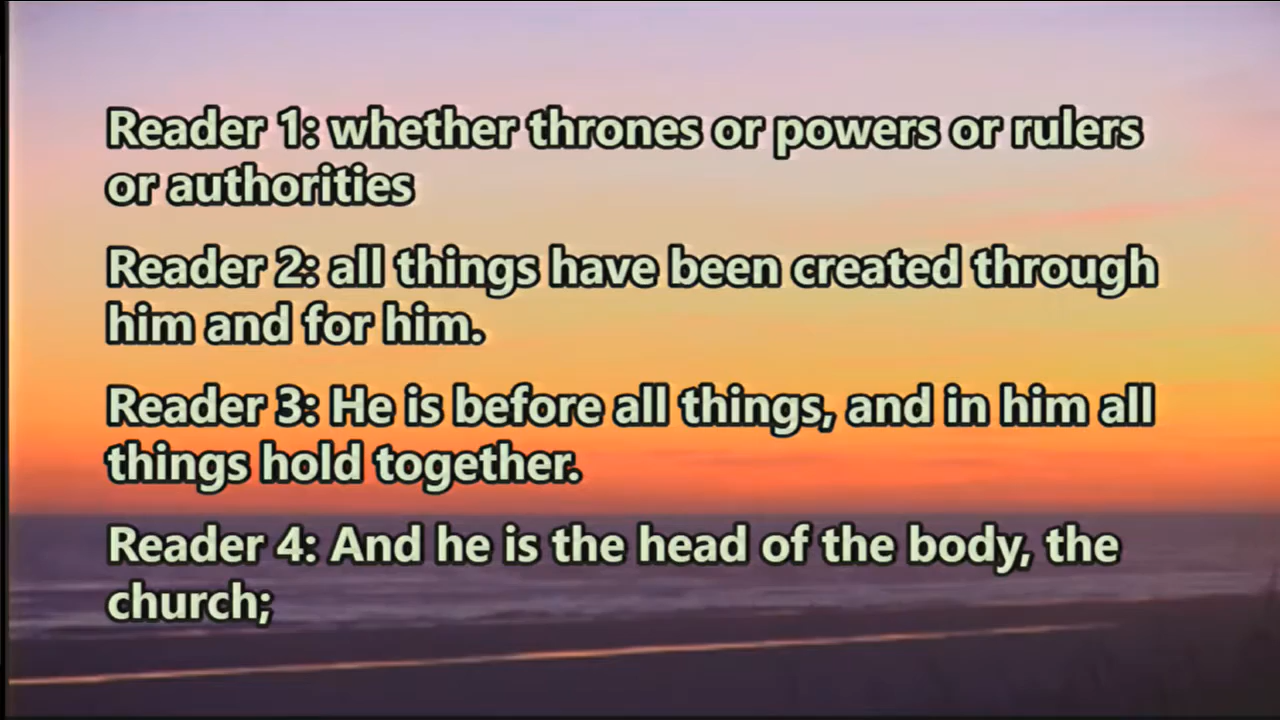 Reader 1: whether thrones or powers or rulers
or authorities
Reader 2: all things have been created through
him and for him.
Reader 3: He is before all things, and in him all
things hold together.
Reader 4: And he is the head of the body, the
church;